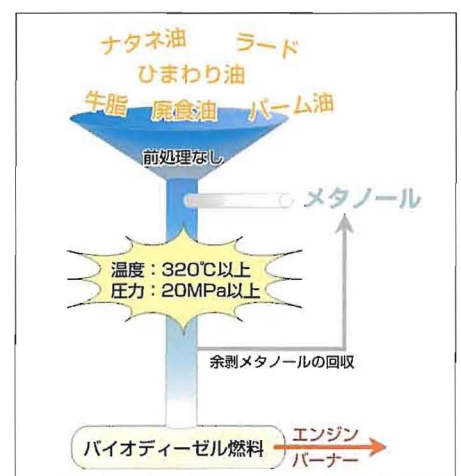 ナタネ油
ラード
ひまわり油
牛脂
廃食油
パーム油
前処理なし
メタノール
温度：320℃以上
圧力：20MPa以上
余剰メタノールの回収
バイオディーゼル燃料
エンジン
バーナー